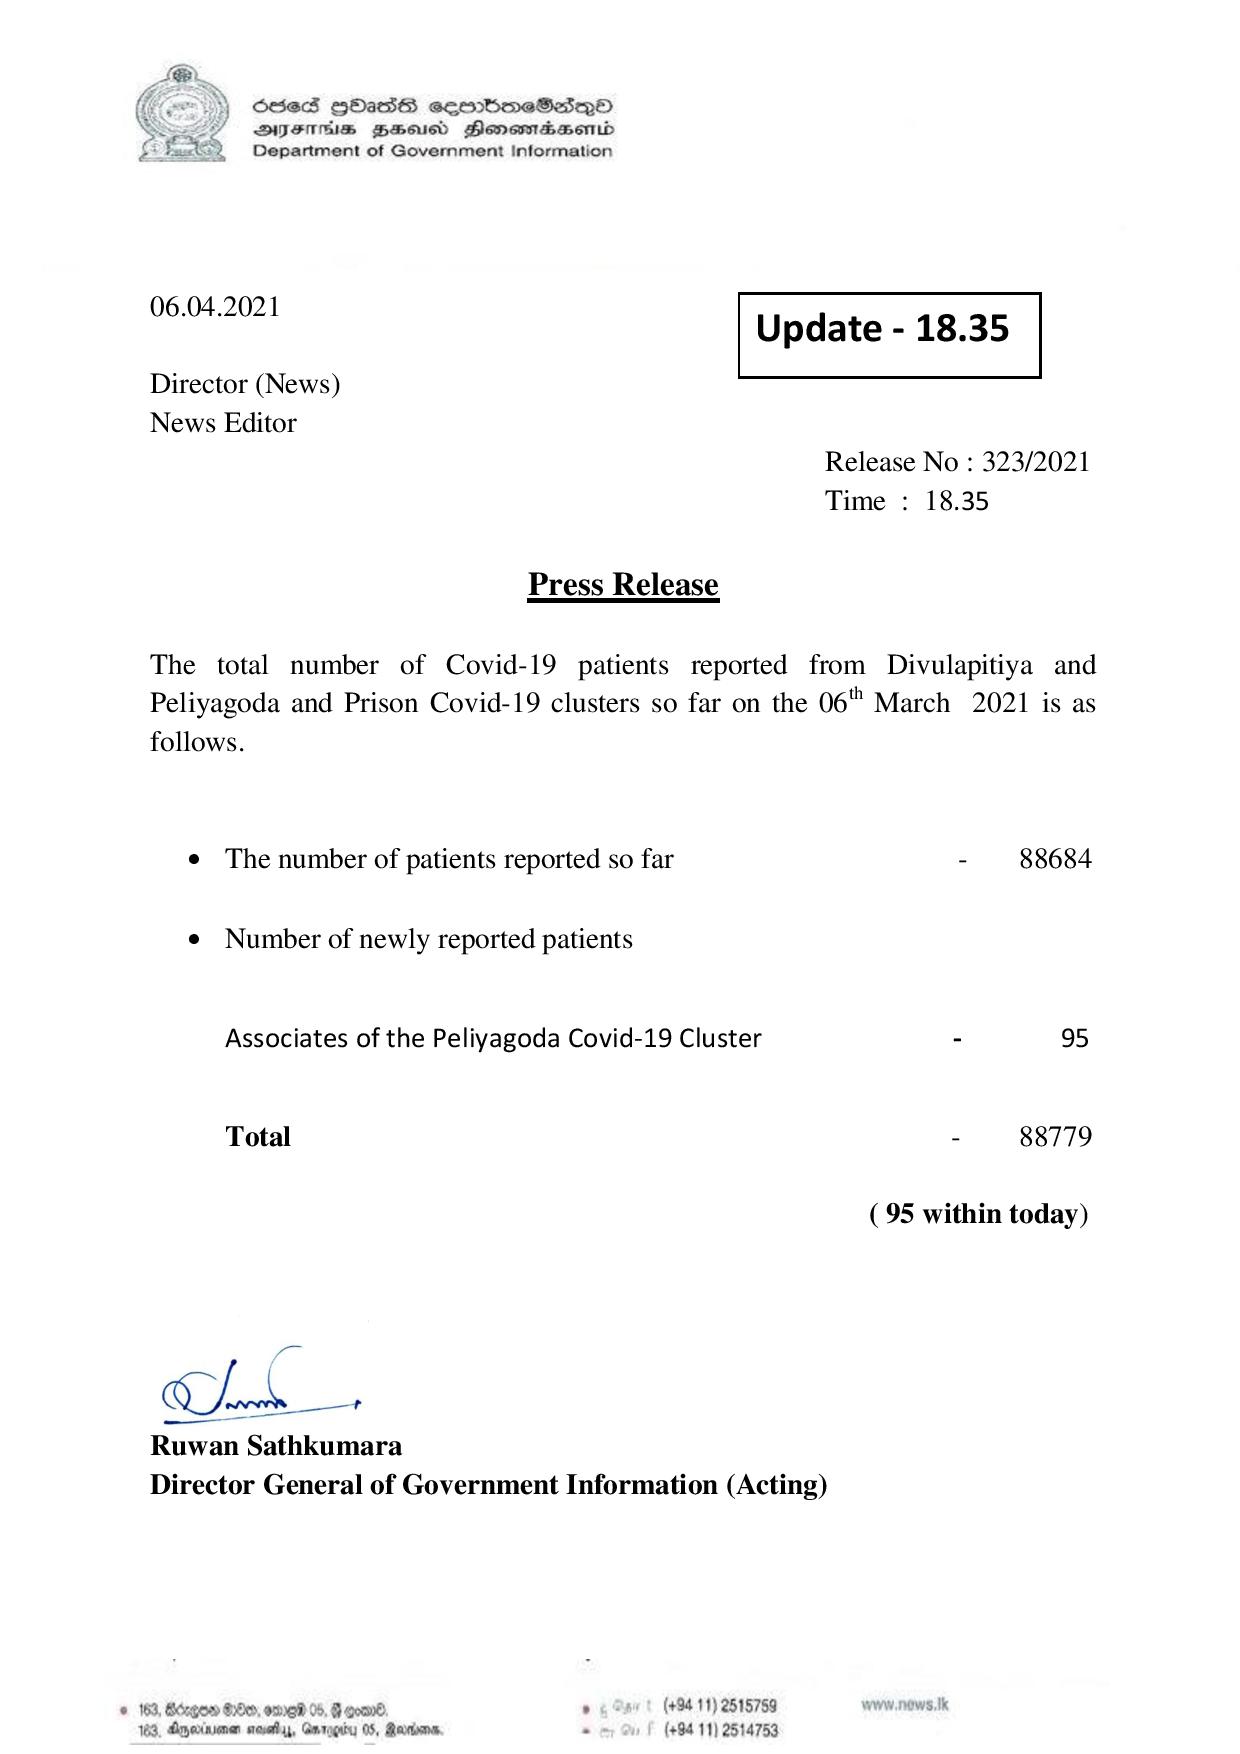 රජයේ ප්‍රවෘත්ති දෙපාර්තමේන්තුව
அரசாங்க தகவல் திணைக்களம்
Department of Government Information
06.04.2021
Update - 18.35
Director (News)
News Editor
Release No : 323/2021
Time : 18.35
Press Release
The total number of Covid-19 patients reported from Divulapitiya and
Peliyagoda and Prison Covid-19 clusters so far on the 06th March 2021 is as
follows.
• The number of patients reported so far - 88684
• Number of newly reported patients
Associates of the Peliyagoda Covid-19 Cluster - 95
Total - 88779
( 95 within today)
Ruwan Sathkumara
Director General of Government Information (Acting)
163, කිරුළපන මාවත, කොළඹ 05, ශ්‍රී ලංකාව.
163, கிருலப்பனை எவனியூ, கொழும்பு 05, இலங்கை.
(+94 11) 2515759
(+94 11) 2514753
www.news.lk